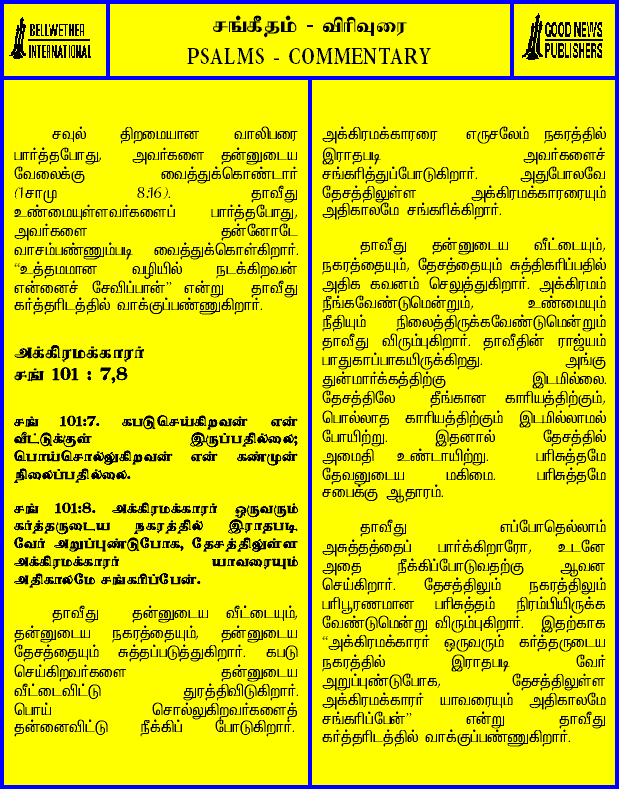 BELLWETHER
INTERNATIONAL
சங்கீதம் - விரிவுரை
PSALMS - COMMENTARY
GOOD NEWS
PUBLISHERS
சவுல் திறமையான வாலிபரை
பார்த்தபோது, அவர்களை தன்னுடைய
வேலைக்கு வைத்துக்கொண்டார்
(1சாமு 8:16). தாவீது
உண்மையுள்ளவர்களைப் பார்த்தபோது,
அவர்களை தன்னோடே
வாசம்பண்ணும்படி வைத்துக்கொள்கிறார்.
“உத்தமமான வழியில் நடக்கிறவன்
என்னைச் சேவிப்பான்” என்று தாவீது
கர்த்தரிடத்தில் வாக்குப்பண்ணுகிறார்.
அக்கிரமக்காரர்
சங் 101 : 7,8
சங் 101:7. கபடுசெய்கிறவன் என்
வீட்டுக்குள் இருப்பதில்லை;
பொய்சொல்லுகிறவன் என் கண்முன்
நிலைப்பதில்லை.
சங் 101:8. அக்கிரமக்காரர் ஒருவரும்
கர்த்தருடைய நகரத்தில் இராதபடி,
வேர் அறுப்புண்டுபோக, தேசத்திலுள்ள
அக்கிரமக்காரர் யாவரையும்
அதிகாலமே சங்கரிப்பேன்.
தாவீது தன்னுடைய வீட்டையும்,
தன்னுடைய நகரத்தையும், தன்னுடைய
தேசத்தையும் சுத்தப்படுத்துகிறார். கபடு
செய்கிறவர்களை தன்னுடைய
வீட்டைவிட்டு துரத்திவிடுகிறார்.
பொய் சொல்லுகிறவர்களைத்
தன்னைவிட்டு நீக்கிப் போடுகிறார்.
அக்கிரமக்காரரை எருசலேம் நகரத்தில்
இராதபடி அவர்களைச்
சங்கரித்துப்போடுகிறார். அதுபோலவே
தேசத்திலுள்ள அக்கிரமக்காரரையும்
அதிகாலமே சங்கரிக்கிறார்.
தாவீது தன்னுடைய வீட்டையும்,
நகரத்தையும், தேசத்தையும் சுத்திகரிப்பதில்
அதிக கவனம் செலுத்துகிறார். அக்கிரமம்
நீங்கவேண்டுமென்றும், உண்மையும்
நீதியும் நிலைத்திருக்கவேண்டுமென்றும்
தாவீது விரும்புகிறார். தாவீதின் ராஜ்யம்
பாதுகாப்பாகயிருக்கிறது. அங்கு
துன்மார்க்கத்திற்கு இடமில்லை.
தேசத்திலே தீங்கான காரியத்திற்கும்,
பொல்லாத காரியத்திற்கும் இடமில்லாமல்
போயிற்று. இதனால் தேசத்தில்
அமைதி உண்டாயிற்று. பரிசுத்தமே
தேவனுடைய மகிமை. பரிசுத்தமே
சபைக்கு ஆதாரம்.
தாவீது எப்போதெல்லாம்
அசுத்தத்தைப் பார்க்கிறாரோ, உடனே
அதை நீக்கிப்போடுவதற்கு ஆவன
செய்கிறார். தேசத்திலும் நகரத்திலும்
பரிபூரணமான பரிசுத்தம் நிரம்பியிருக்க
வேண்டுமென்று விரும்புகிறார். இதற்காக
“அக்கிரமக்காரர் ஒருவரும் கர்த்தருடைய
நகரத்தில் இராதபடி வேர்
அறுப்புண்டுபோக, தேசத்திலுள்ள
அக்கிரமக்காரர் யாவரையும் அதிகாலமே
சங்கரிப்பேன்” என்று தாவீது
கர்த்தரிடத்தில் வாக்குப்பண்ணுகிறார்.